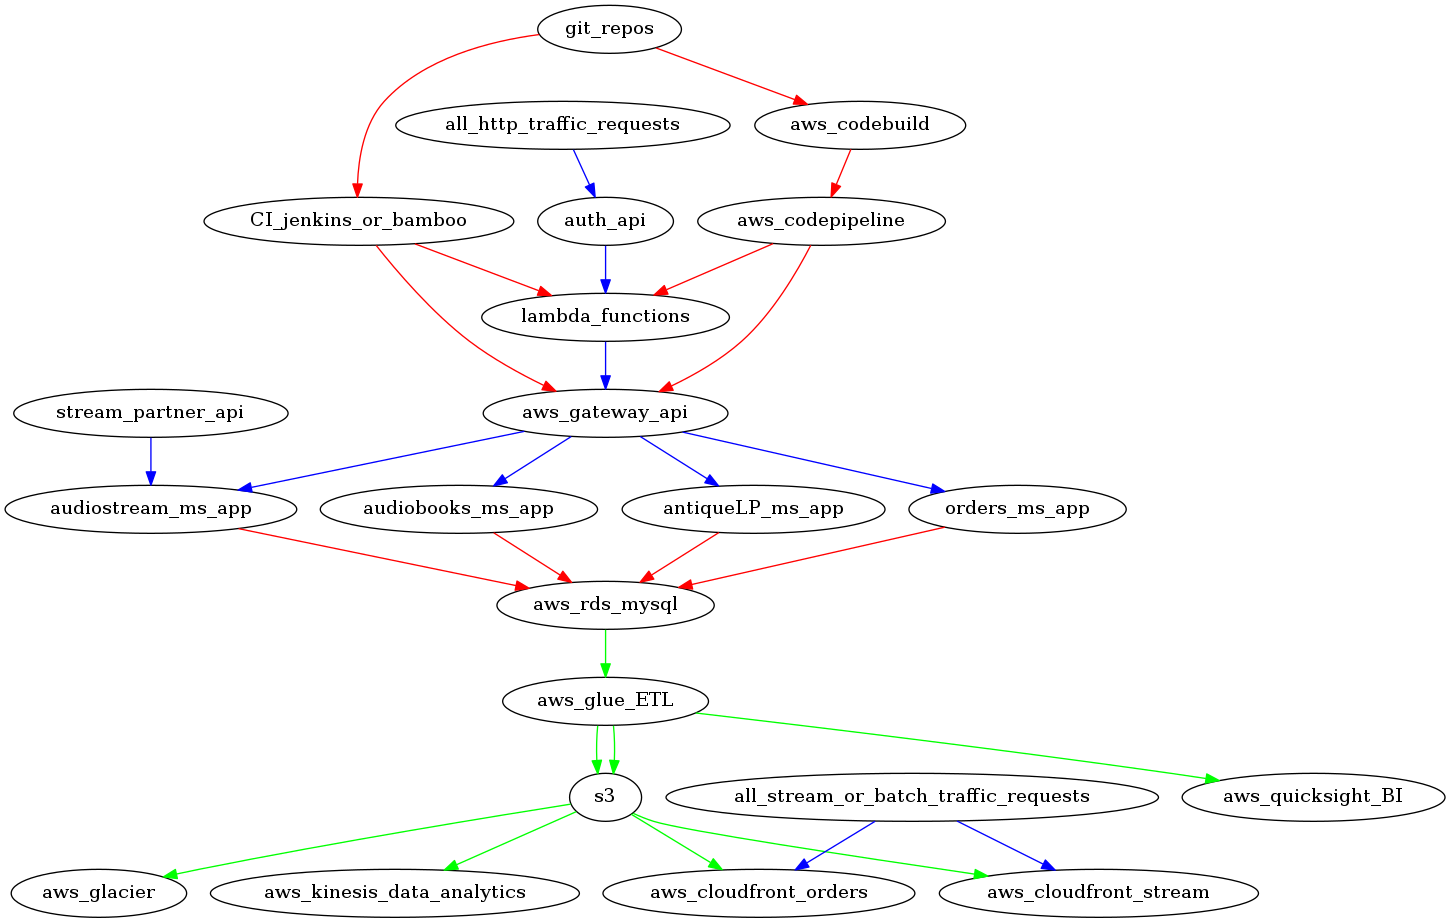 git_repos
all_http_traffic_requests
aws_codebuild
CI_jenkins_or_bamboo
auth_api
aws_codepipeline
lambda_functions
stream_partner_api
aws_gateway_api
audiostream_ms_app
audiobooks_ms_app
antiqueLP_ms_app
orders_ms_app
aws_rds_mysql
aws_glue_ETL
s3
all_stream_or_batch_traffic_requests
aws_quicksight_BI
aws_glacier
aws_kinesis_data_analytics
aws_cloudfront_orders
aws_cloudfront_stream